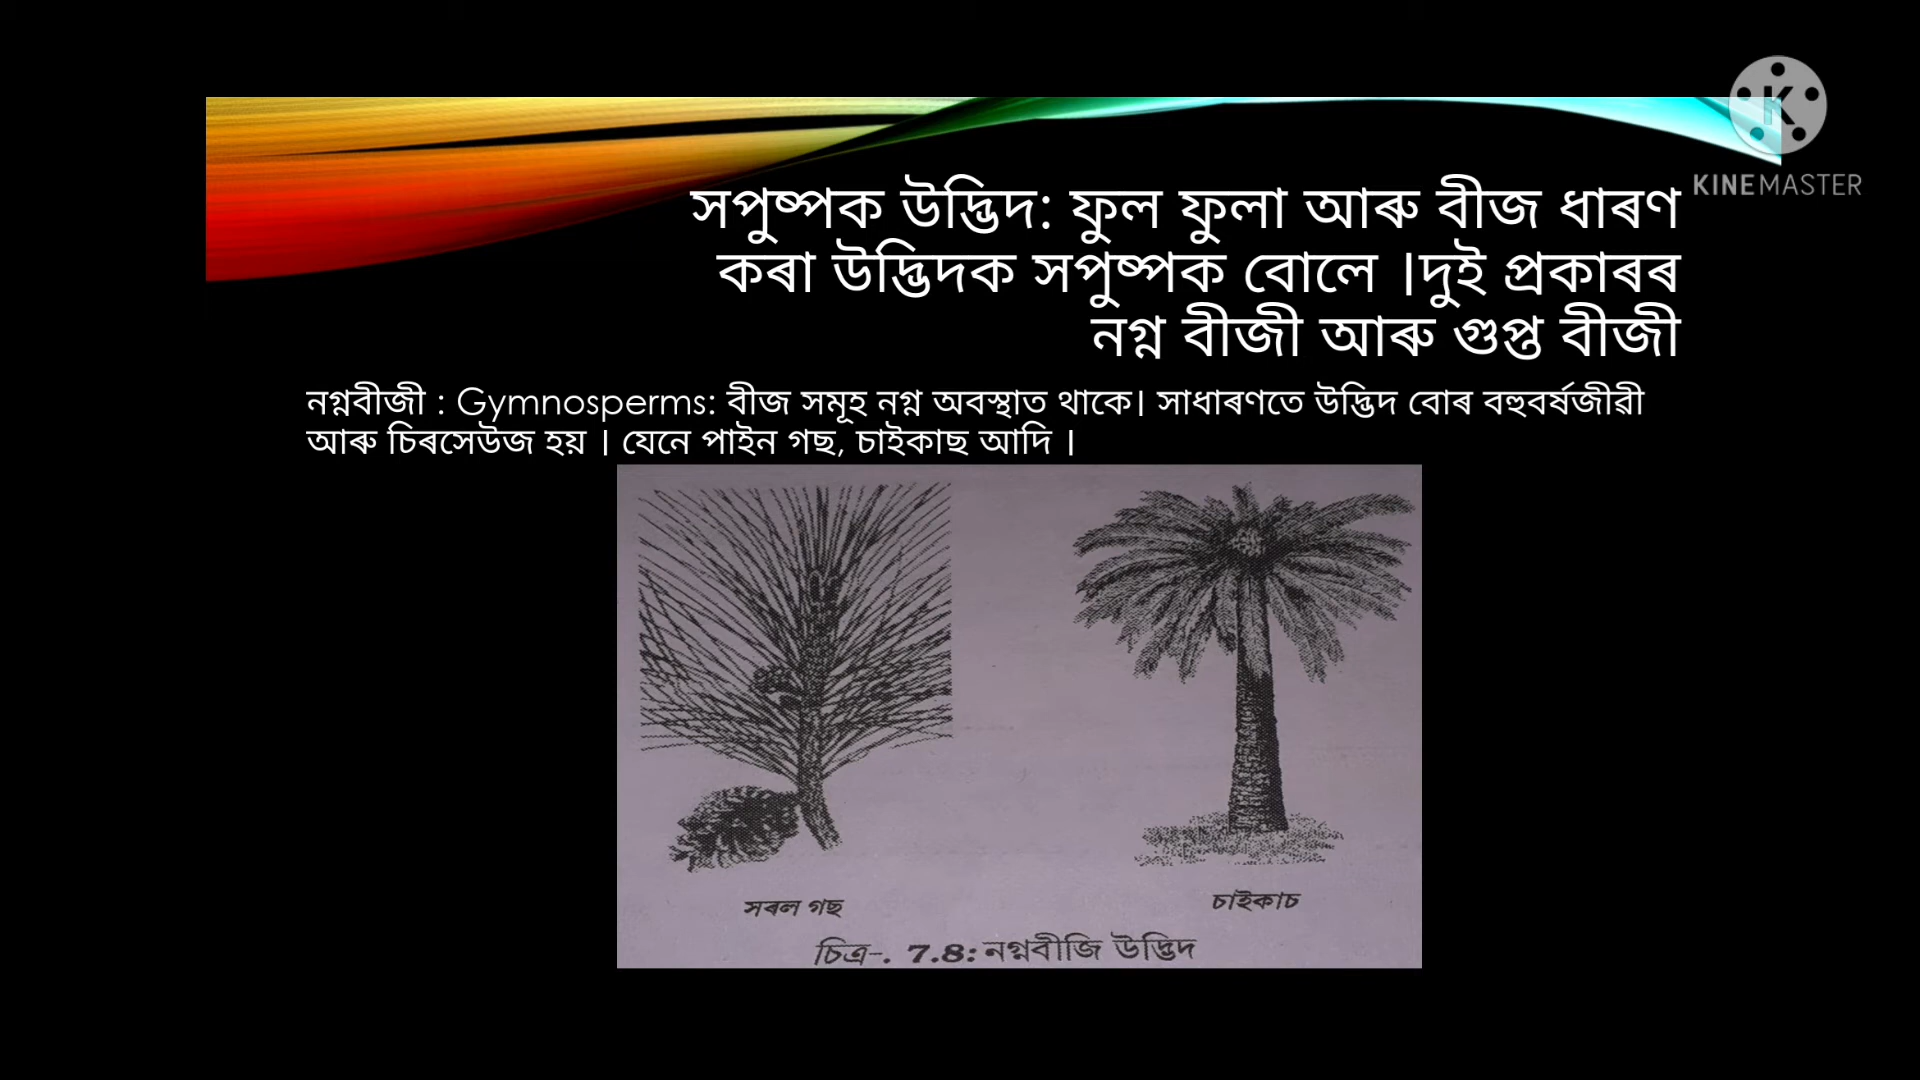 সপুষ্পক উদ্ভিদ: ফুল ফুলা আৰু বীজ ধাৰণ
কৰা উদ্ভিদক সপুষ্পক বোলে ।দুই প্ৰকাৰৰ
নগ্ন বীজী আৰু গুপ্ত বীজী
নগ্নবীজী : Gymnosperms: বীজ সমূহ নগ্ন অবস্থাত থাকে। সাধাৰণতে উদ্ভিদ বোৰ বহুবৰ্ষজীৱী
আৰু চিৰসেউজ হয় । যেনে পাইন গছ, চাইকাছ আদি ।
সৰল গছ
চাইকাচ
চিত্ৰ-. 7.8: নগ্নবীজি উদ্ভিদ
K
KINEMASTER